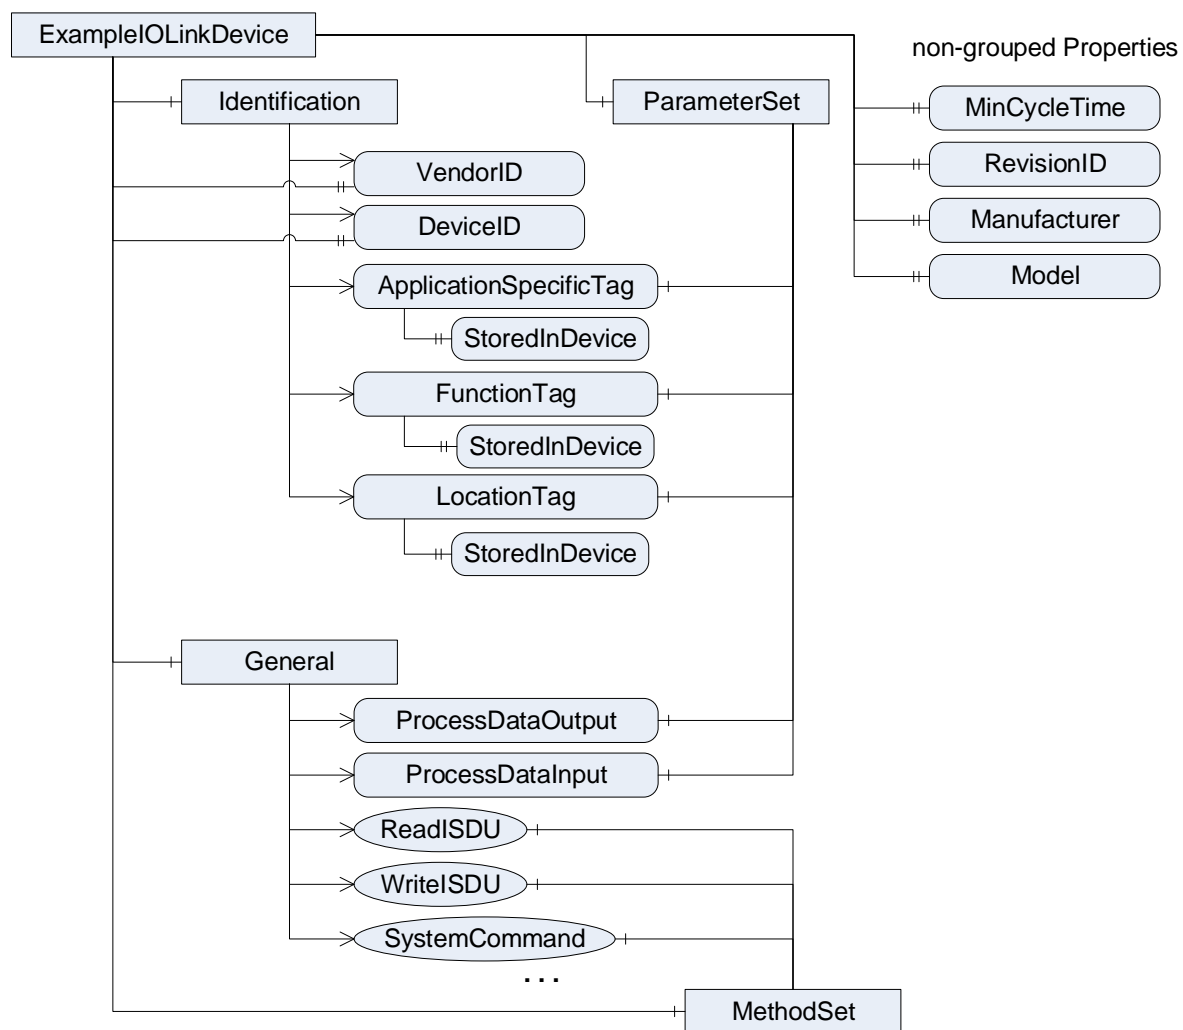 ExampleIOLinkDevice
non-grouped Properties
Identification
ParameterSet
MinCycleTime
RevisionID
Manufacturer
Model
VendorID
DeviceID
ApplicationSpecificTag
StoredInDevice
FunctionTag
StoredInDevice
LocationTag
StoredInDevice
General
ProcessDataOutput
ProcessDataInput
ReadISDU
WriteISDU
SystemCommand
...
MethodSet